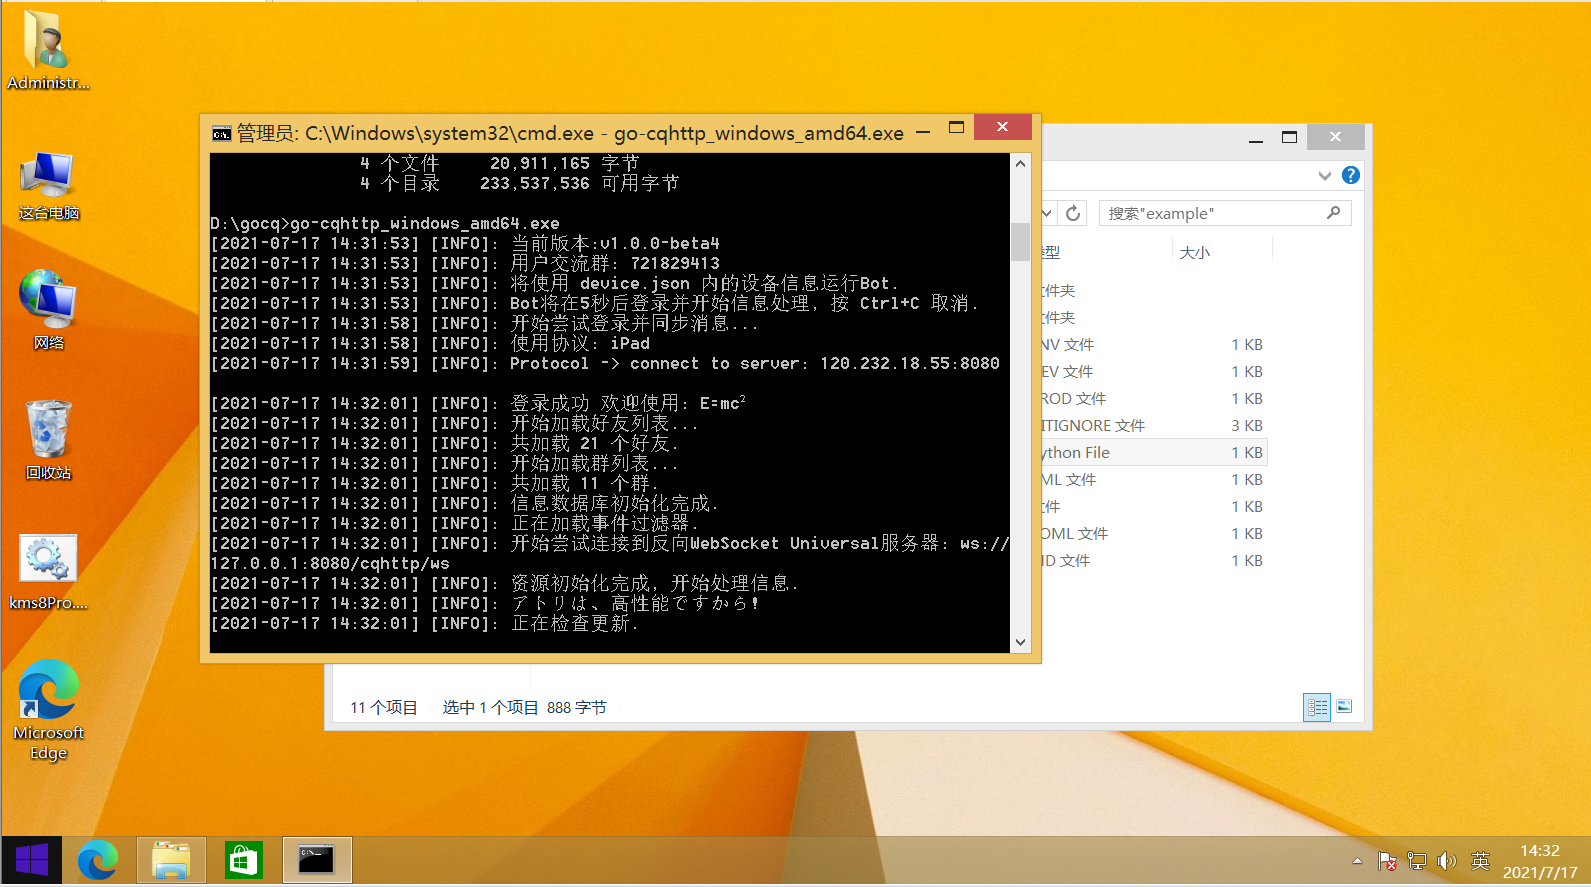 Administr...
这台电脑
网络
回收站
kms8Pro....
Microsoft
Edge
管理员: C:\Windows\system32\cmd.exe - go-cqhttp_windows_amd64.exe
4 个文件 20,911,165 字节
4 个目录 233,537,536 可用字节
D:\gocq>go-cqhttp_windows_amd64.exe
[2021-07-17 14:31:53] [INFO]: 当前版本:v1.0.0-beta4
[2021-07-17 14:31:53] [INFO]: 用户交流群: 721829413
[2021-07-17 14:31:53] [INFO]: 将使用 device.json 内的设备信息运行Bot.
[2021-07-17 14:31:53] [INFO]: Bot将在5秒后登录并开始信息处理, 按 Ctrl+C 取消.
[2021-07-17 14:31:58] [INFO]: 开始尝试登录并同步消息...
[2021-07-17 14:31:58] [INFO]: 使用协议: iPad
[2021-07-17 14:31:59] [INFO]: Protocol -> connect to server: 120.232.18.55:8080
[2021-07-17 14:32:01] [INFO]: 登录成功 欢迎使用: E=mc²
[2021-07-17 14:32:01] [INFO]: 开始加载好友列表...
[2021-07-17 14:32:01] [INFO]: 共加载 21 个好友.
[2021-07-17 14:32:01] [INFO]: 开始加载群列表...
[2021-07-17 14:32:01] [INFO]: 共加载 11 个群.
[2021-07-17 14:32:01] [INFO]: 信息数据库初始化完成.
[2021-07-17 14:32:01] [INFO]: 正在加载事件过滤器.
[2021-07-17 14:32:01] [INFO]: 开始尝试连接到反向WebSocket Universal服务器: ws://
127.0.0.1:8080/cqhttp/ws
[2021-07-17 14:32:01] [INFO]: 资源初始化完成, 开始处理信息.
[2021-07-17 14:32:01] [INFO]: アトリは、高性能ですから!
[2021-07-17 14:32:01] [INFO]: 正在检查更新.
搜索"example"
类型 大小
件夹
件夹
NV 文件 1 KB
EV 文件 1 KB
ROD 文件 1 KB
ITIGNORE 文件 3 KB
ython File 1 KB
ML 文件 1 KB
件 1 KB
OML 文件 1 KB
ID 文件 1 KB
11 个项目 选中 1 个项目 888 字节
英
14:32
2021/7/17